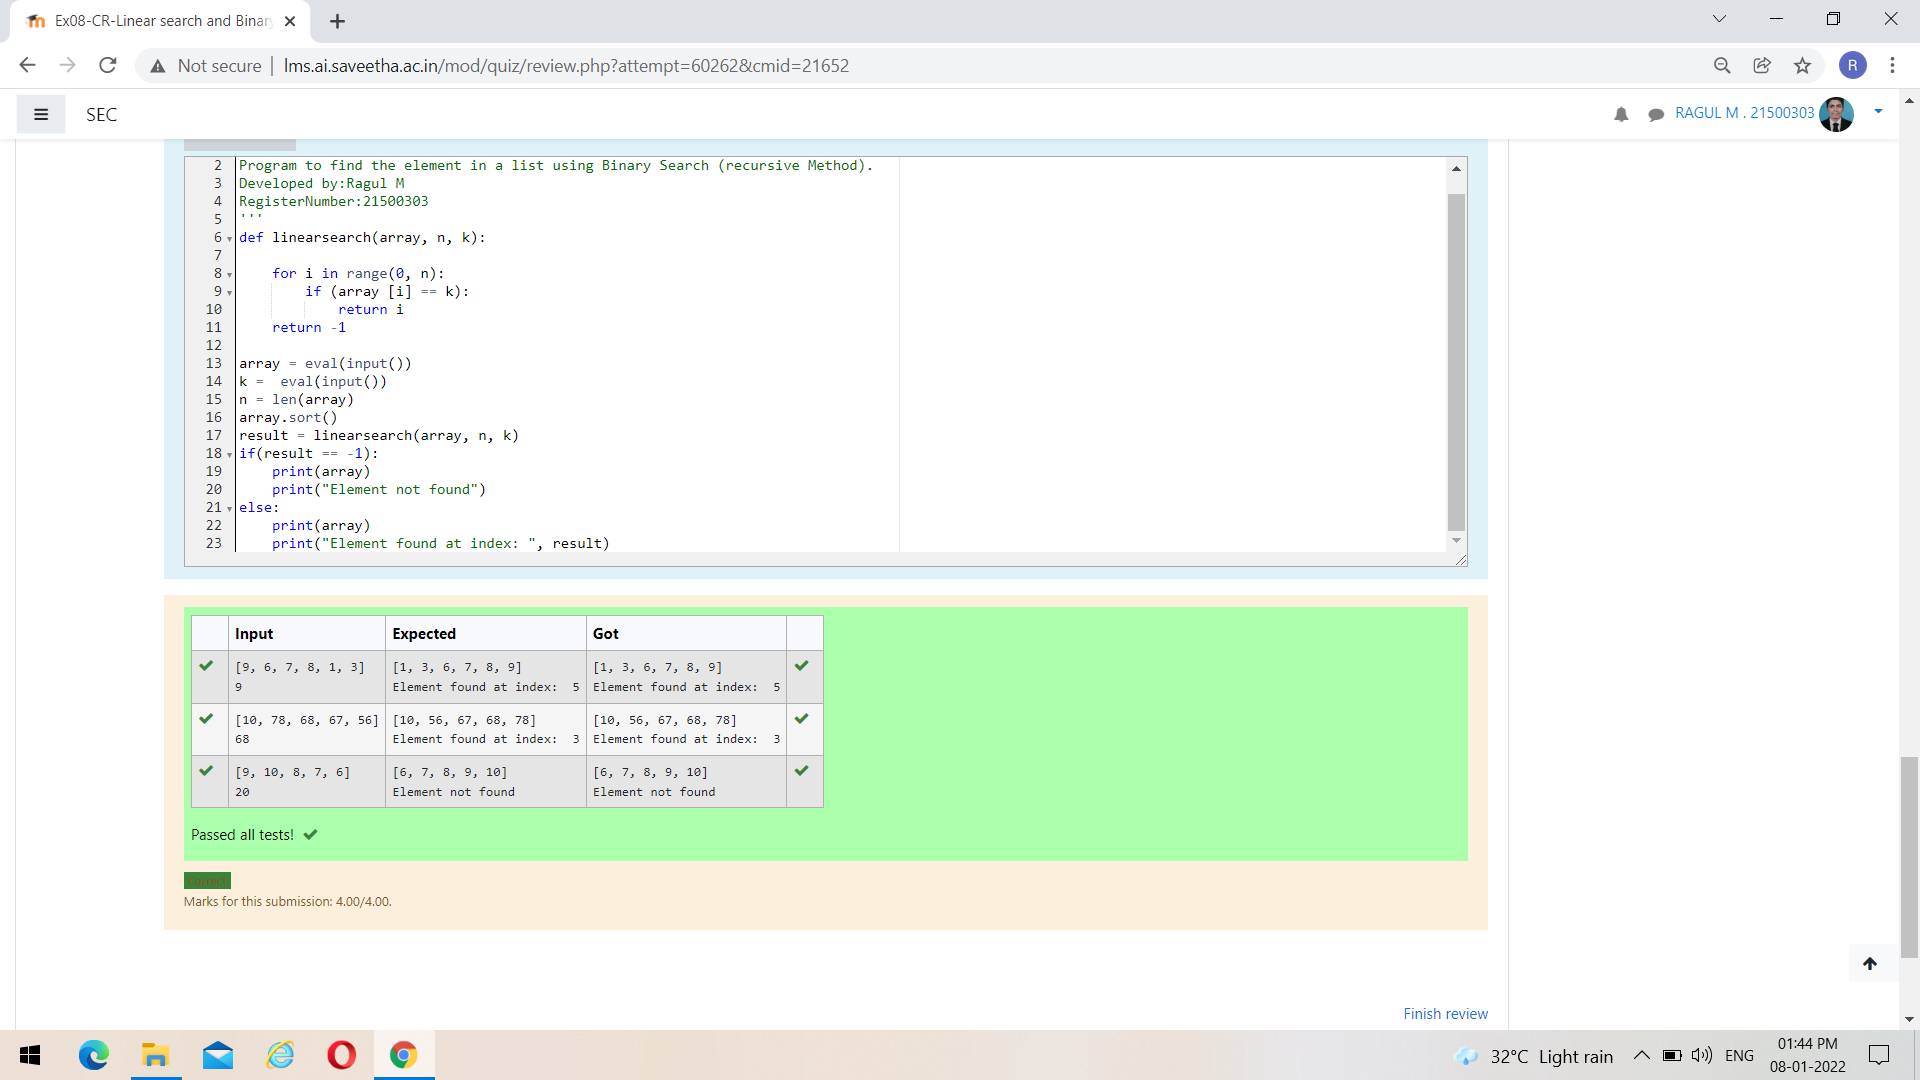 Ex08-CR-Linear search and Binar
Not secure | lms.ai.saveetha.ac.in/mod/quiz/review.php?attempt=60262&cmid=21652
R
SEC
RAGUL M . 21500303
2 Program to find the element in a list using Binary Search (recursive Method).
3 Developed by:Ragul M
4 RegisterNumber:21500303
5 '''
6 def linearsearch(array, n, k):
7
8 for i in range(0, n):
9 if (array [i] == k):
10 return i
11 return -1
12
13 array = eval(input())
14 k =  eval(input())
15 n = len(array)
16 array.sort()
17 result = linearsearch(array, n, k)
18 if(result == -1):
19 print(array)
20 print("Element not found")
21 else:
22 print(array)
23 print("Element found at index: ", result)
Input Expected Got
[9, 6, 7, 8, 1, 3] [1, 3, 6, 7, 8, 9] [1, 3, 6, 7, 8, 9]
9 Element found at index:  5 Element found at index:  5
[10, 78, 68, 67, 56] [10, 56, 67, 68, 78] [10, 56, 67, 68, 78]
68 Element found at index:  3 Element found at index:  3
[9, 10, 8, 7, 6] [6, 7, 8, 9, 10] [6, 7, 8, 9, 10]
20 Element not found Element not found
Passed all tests!
Marks for this submission: 4.00/4.00.
Finish review
32°C Light rain
ENG
01:44 PM
08-01-2022